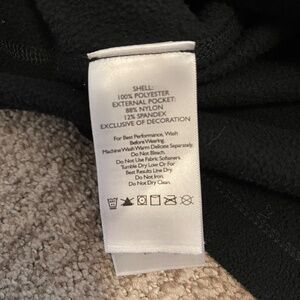 SHELL:
100% POLYESTER
EXTERNAL POCKET:
88% NYLON
12% SPANDEX
EXCLUSIVE OF DECORATION
For Best Performance, Wash
Before Wearing.
Machine Wash Warm Delicate Separately.
Do Not Bleach.
Do Not Use Fabric Softeners.
Tumble Dry Low Or For
Best Results Line Dry.
Do Not Iron.
Do Not Dry Clean.